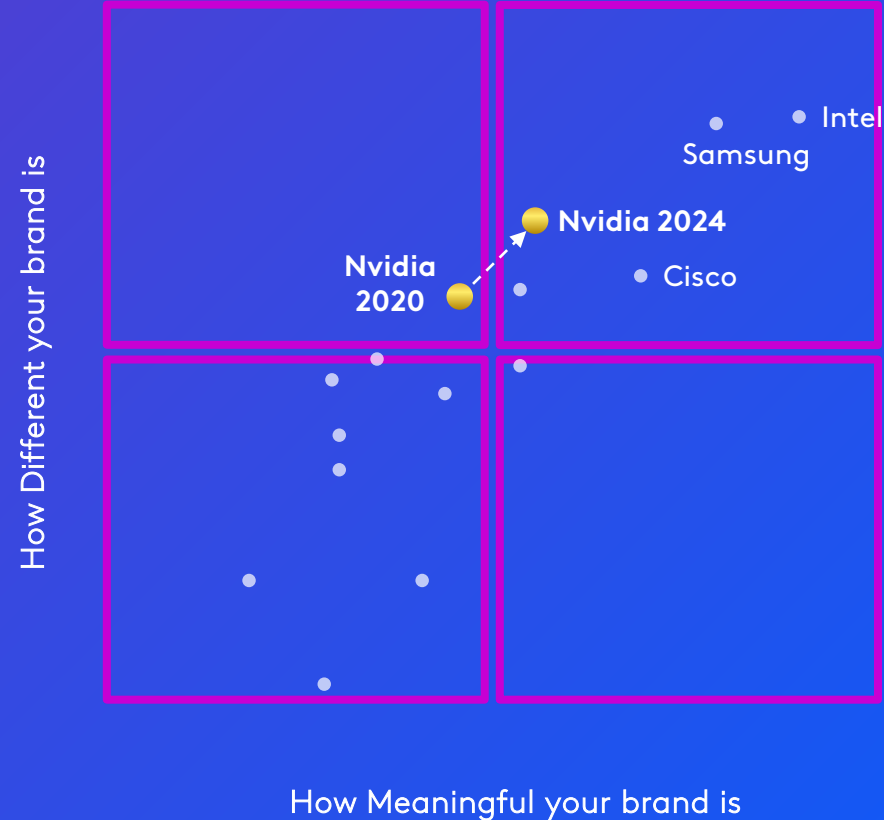 How Different your brand is
Intel
Samsung
Nvidia 2024
Nvidia
2020
Cisco
How Meaningful your brand is